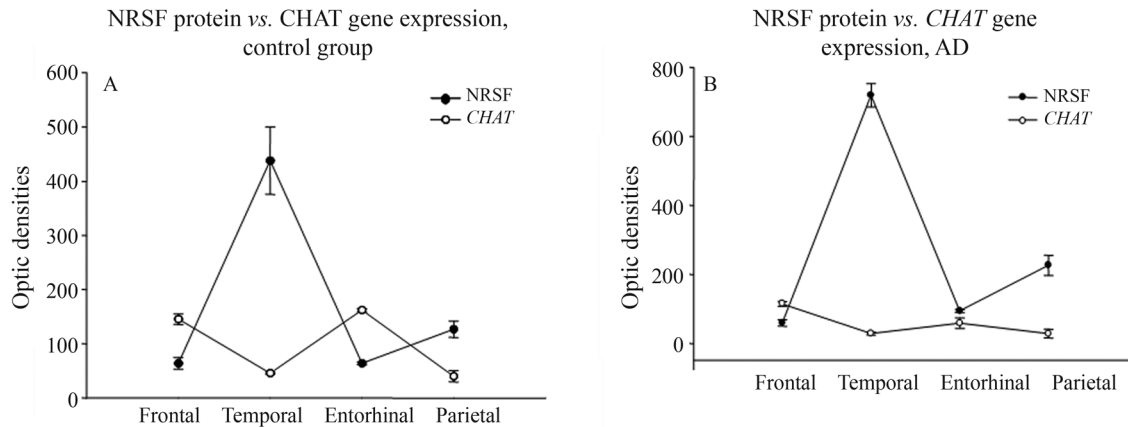 NRSF protein vs. CHAT gene expression,
control group
A
NRSF
CHAT
600
500
400
300
200
100
0
Optic densities
Frontal Temporal Entorhinal Parietal
NRSF protein vs. CHAT gene
expression, AD
B
NRSF
CHAT
800
600
400
200
0
Optic densities
Frontal Temporal Entorhinal Parietal